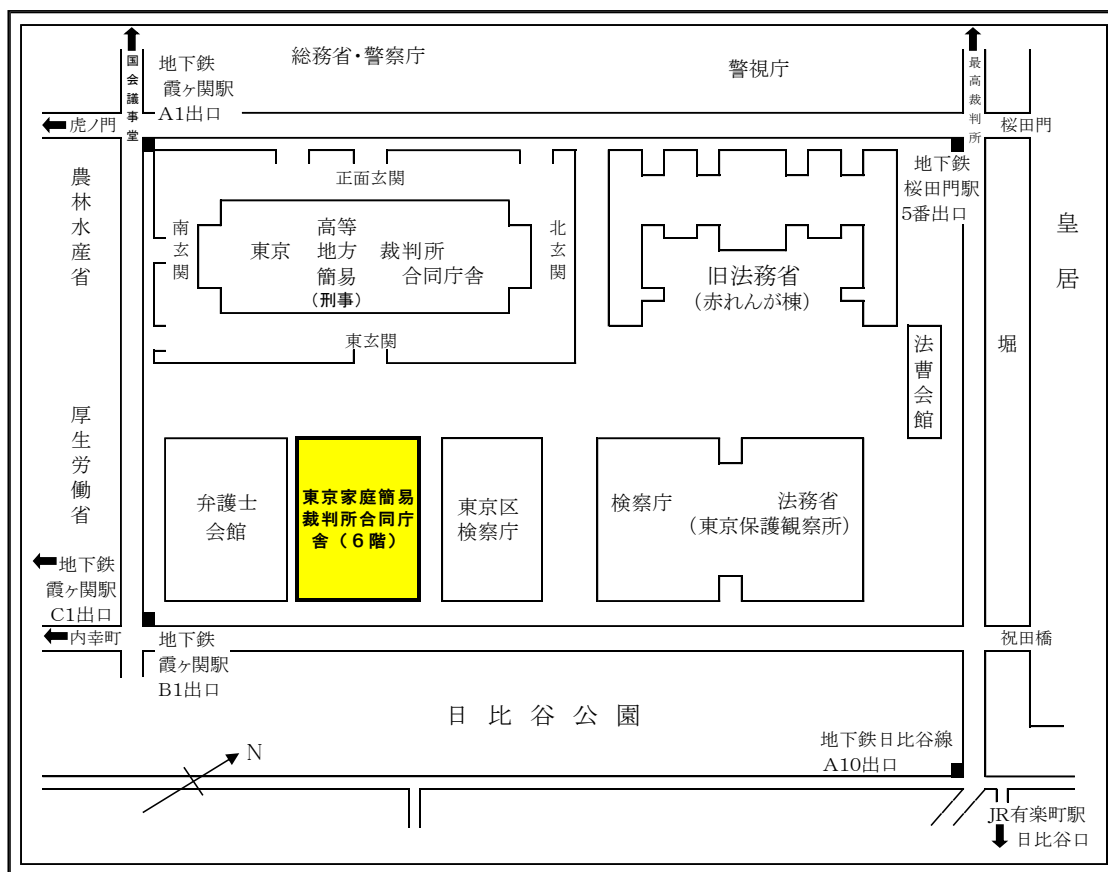 国会議事堂
地下鉄
霞ヶ関駅
A1出口
総務省・警察庁
警視庁
最高裁判所
虎ノ門
桜田門
農林水産省
正面玄関
南玄関
東京
高等
地方
簡易
(刑事)
裁判所
合同庁舎
北玄関
東玄関
旧法務省
(赤れんが棟)
地下鉄
桜田門駅
5番出口
皇居
堀
法曹会館
厚生労働省
弁護士
会館
東京家庭簡易
裁判所合同庁
舎(6階)
東京区
検察庁
検察庁
法務省
(東京保護観察所)
地下鉄
霞ヶ関駅
C1出口
内幸町
地下鉄
霞ヶ関駅
B1出口
祝田橋
日比谷公園
N
地下鉄日比谷線
A10出口
JR有楽町駅
日比谷口